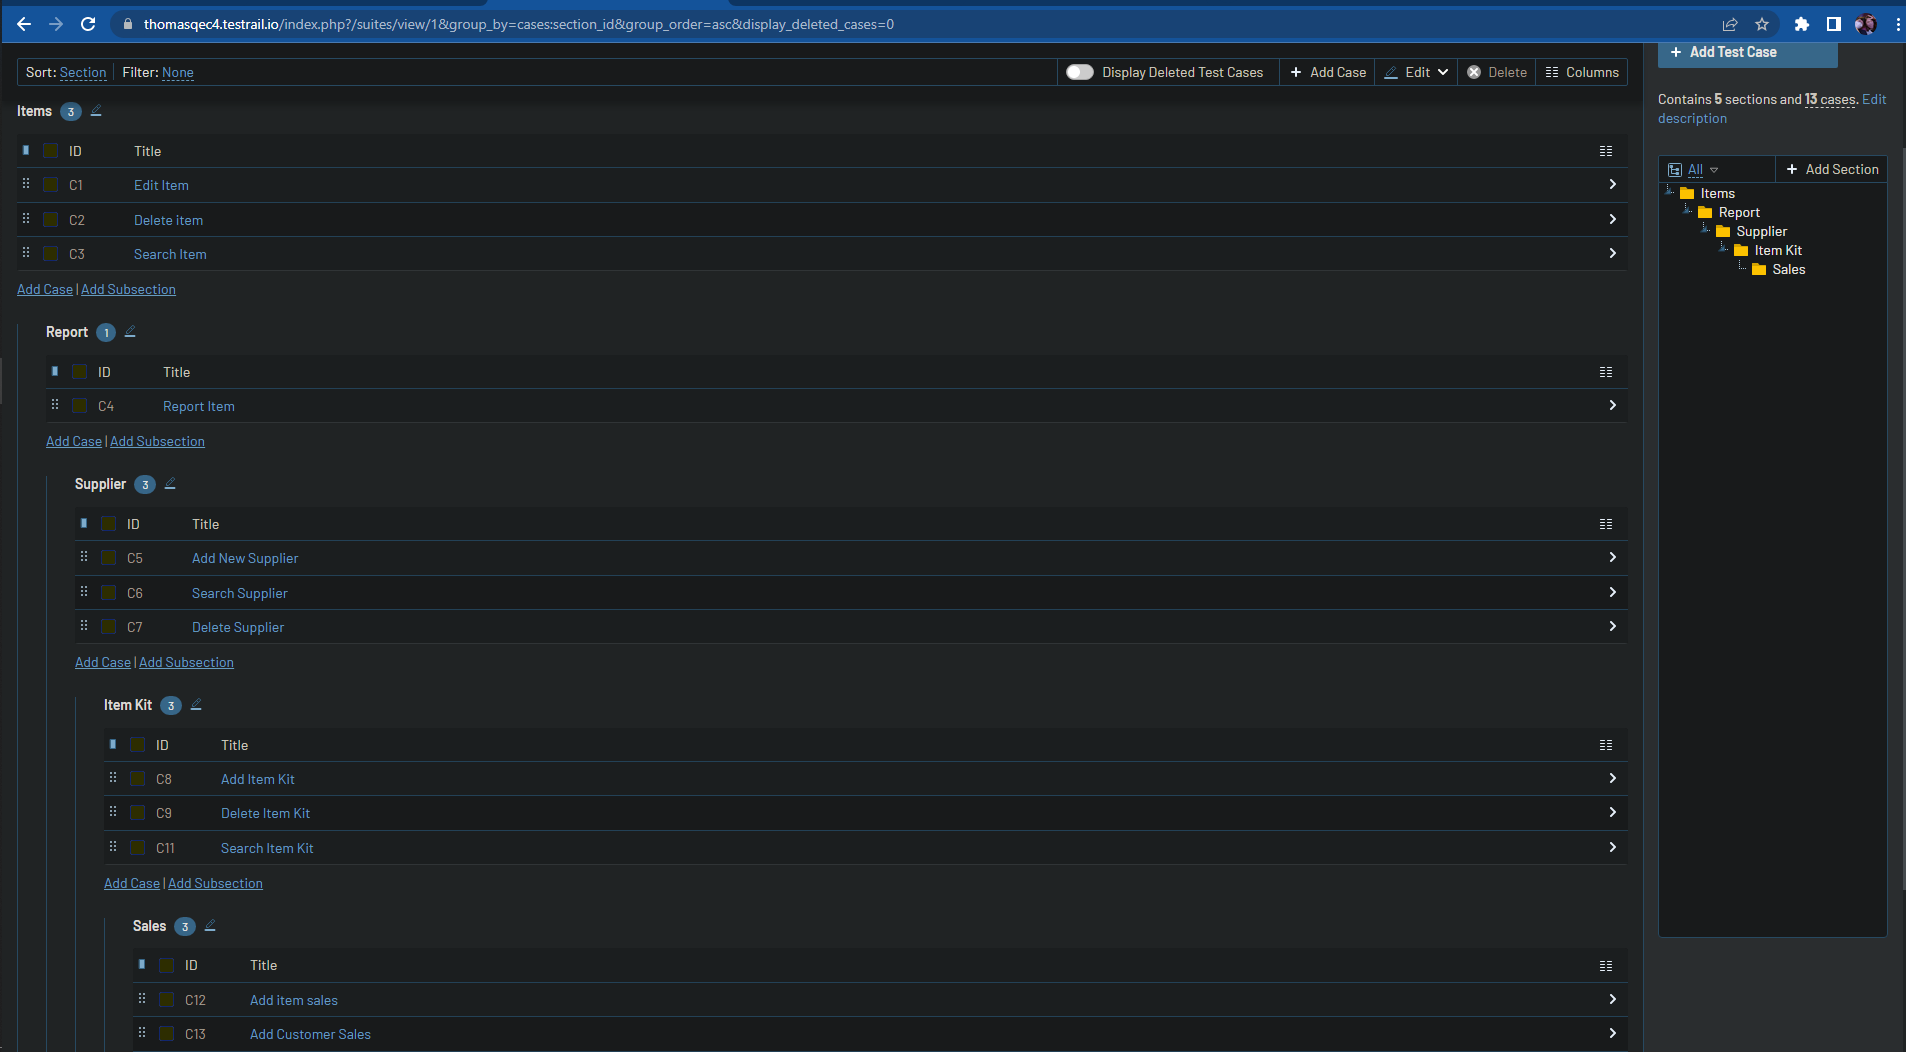 thomasqec4.testrail.io/index.php?/suites/view/1&group_by=cases:section_id&group_order=asc&display_deleted_cases=0
Sort: Section Filter: None Display Deleted Test Cases + Add Case Edit Delete Columns
+ Add Test Case
Contains 5 sections and 13 cases. Edit
description
All + Add Section
Items
Report
Supplier
Item Kit
Sales
Items 3
ID Title
C1 Edit Item
C2 Delete item
C3 Search Item
Add Case | Add Subsection
Report 1
ID Title
C4 Report Item
Add Case | Add Subsection
Supplier 3
ID Title
C5 Add New Supplier
C6 Search Supplier
C7 Delete Supplier
Add Case | Add Subsection
Item Kit 3
ID Title
C8 Add Item Kit
C9 Delete Item Kit
C11 Search Item Kit
Add Case | Add Subsection
Sales 3
ID Title
C12 Add item sales
C13 Add Customer Sales